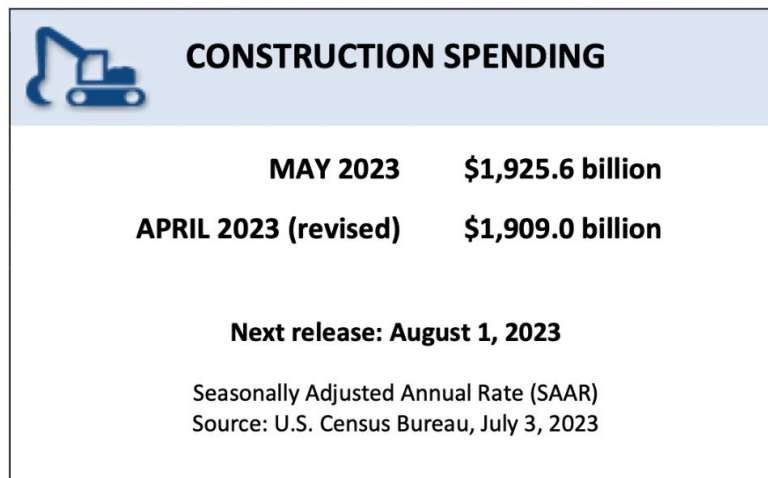 CONSTRUCTION SPENDING
MAY 2023 $1,925.6 billion
APRIL 2023 (revised) $1,909.0 billion
Next release: August 1, 2023
Seasonally Adjusted Annual Rate (SAAR)
Source: U.S. Census Bureau, July 3, 2023